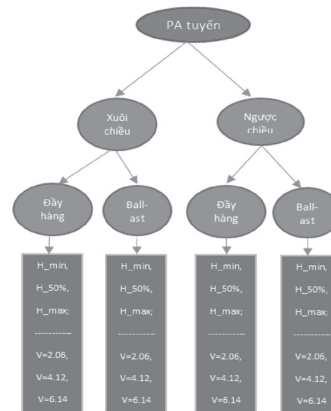 PA tuyến
Xuôi
chiều
Ngược
chiều
Đầy
hàng
Ball-
ast
Đầy
hàng
Ball-
ast
H_min,
H_50%,
H_max;
-----------
V=2.06,
V=4.12,
V=6.14
H_min,
H_50%,
H_max;
-----------
V=2.06,
V=4.12,
V=6.14
H_min,
H_50%,
H_max;
-----------
V=2.06,
V=4.12,
V=6.14
H_min,
H_50%,
H_max;
-----------
V=2.06,
V=4.12,
V=6.14